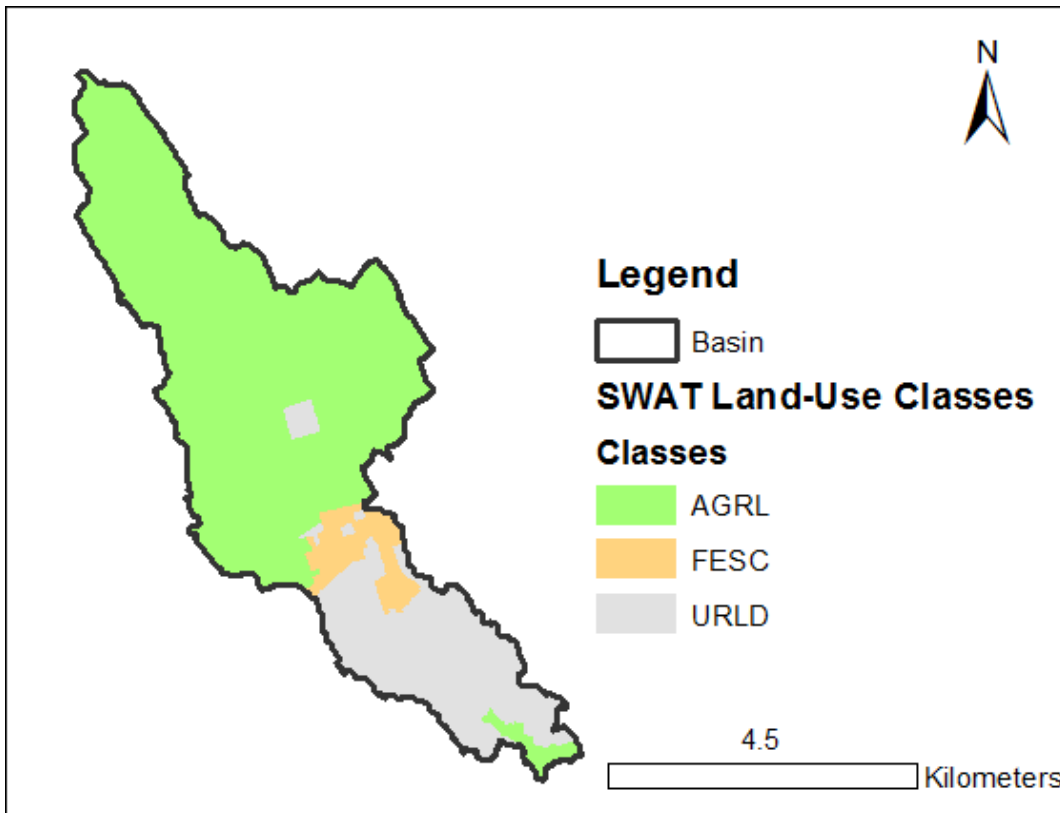 N
Legend
Basin
SWAT Land-Use Classes
Classes
AGRL
FESC
URLD
4.5
Kilometers